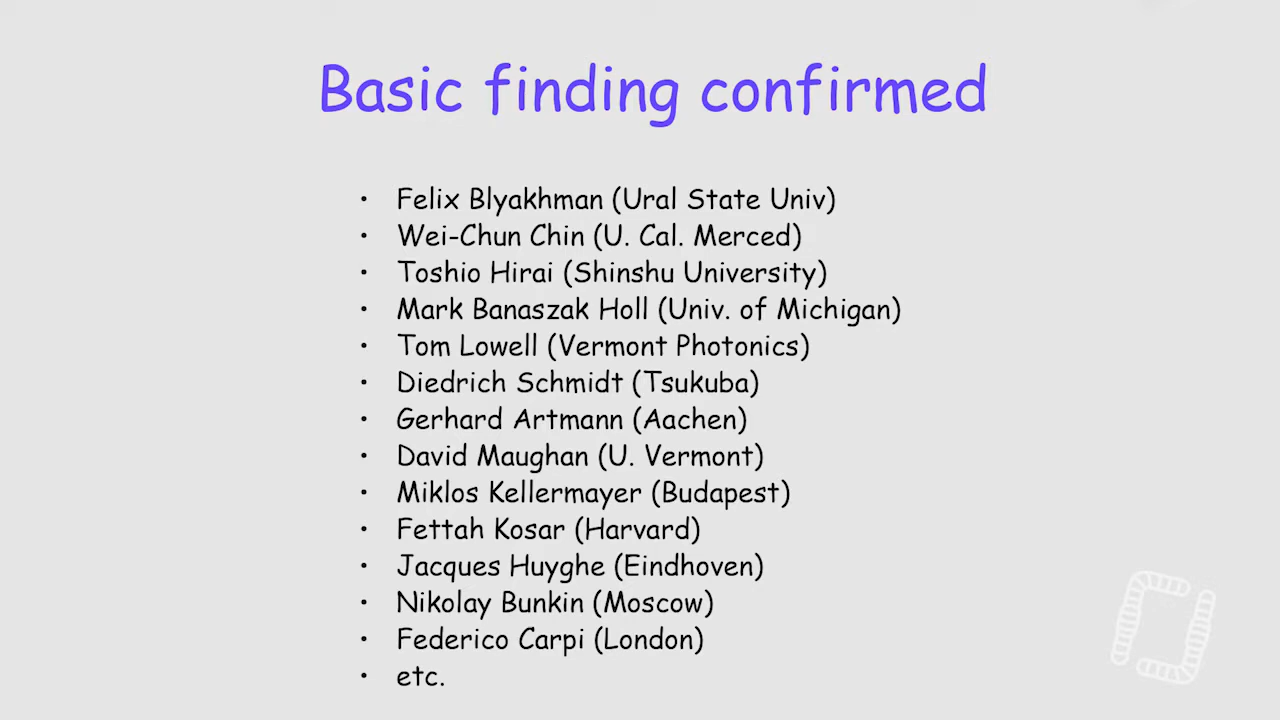 Basic finding confirmed
• Felix Blyakhman (Ural State Univ)
• Wei-Chun Chin (U. Cal. Merced)
• Toshio Hirai (Shinshu University)
• Mark Banaszak Holl (Univ. of Michigan)
• Tom Lowell (Vermont Photonics)
• Diedrich Schmidt (Tsukuba)
• Gerhard Artmann (Aachen)
• David Maughan (U. Vermont)
• Miklos Kellermayer (Budapest)
• Fettah Kosar (Harvard)
• Jacques Huyghe (Eindhoven)
• Nikolay Bunkin (Moscow)
• Federico Carpi (London)
• etc.